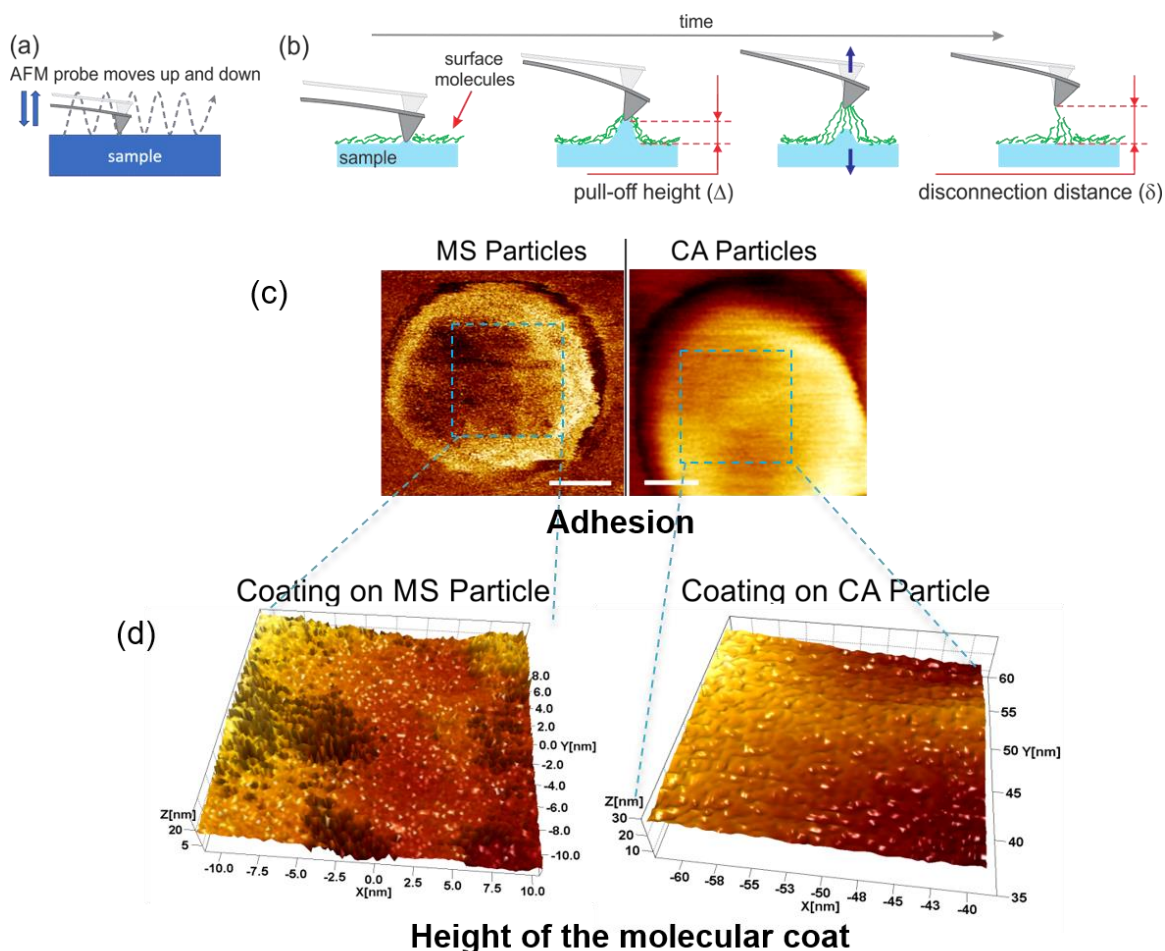 (a)
AFM probe moves up and down
sample
(b)
time
surface
molecules
sample
pull-off height (Δ)
disconnection distance (δ)
(c)
MS Particles
CA Particles
Adhesion
(d)
Coating on MS Particle
8.0
6.0
4.0
2.0
0.0 Y[nm]
-2.0
-4.0
-6.0
-8.0
-10.0
Z[nm]
20
5
-10.0 -7.5 -5.0 -2.5 0.0 2.5 5.0 7.5 10.0
X[nm]
Coating on CA Particle
60
55
50 Y[nm]
45
40
35
Z[nm]
30
20
10
-60 -58 -55 -53 -50 -48 -45 -43 -40
X[nm]
Height of the molecular coat